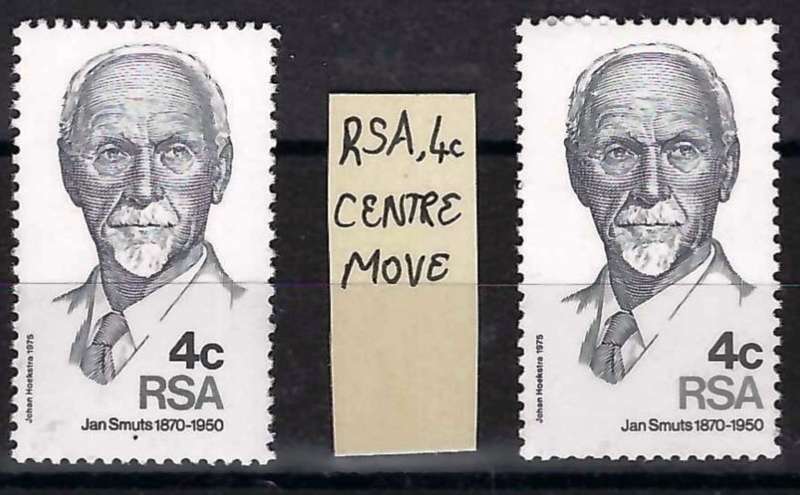 4c
RSA
Jan Smuts 1870-1950
Johan Hoekstra 1975
RSA, 4c
CENTRE
MOVE
4c
RSA
Jan Smuts 1870-1950
Johan Hoekstra 1975